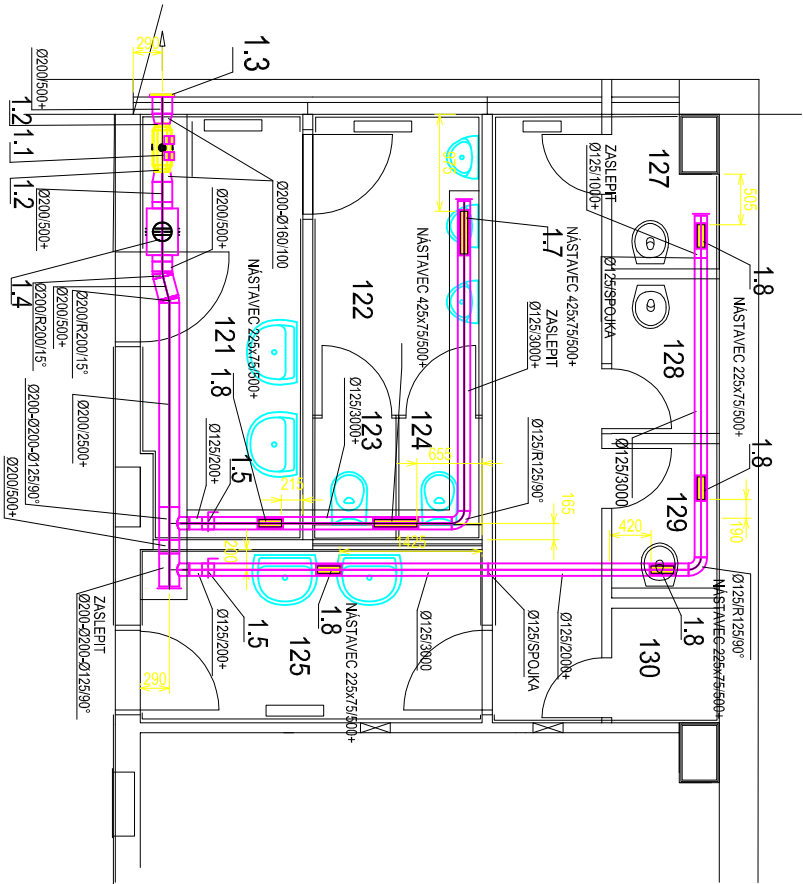 290
1.3
Ø200/500+
1.2
1.1
1.2
Ø200/500+
Ø200/500+
Ø200-Ø160/100
1.4
Ø200/R200/15°
Ø200/500+
Ø200/R200/15°
Ø200/2500+
Ø200-Ø200-Ø125/90°
Ø200/500+
ZASLEPIT
Ø200-Ø200-Ø125/90°
290
121
NÁSTAVEC 225x75/500+
1.8
Ø125/200+
1.5
215
200
Ø125/200+
1.5
125
1.8
NÁSTAVEC 225x75/500+
Ø125/3000
1425
122
NÁSTAVEC 425x75/500+
123
124
Ø125/3000+
655
165
Ø125/R125/90°
1.7
NÁSTAVEC 425x75/500+
ZASLEPIT
Ø125/3000+
Ø125/SPOJKA
Ø125/2000+
127
ZASLEPIT
Ø125/1000+
Ø125/SPOJKA
505
1.8
NÁSTAVEC 225x75/500+
128
Ø125/3000
1.8
129
420
190
Ø125/R125/90°
NÁSTAVEC 225x75/500+
1.8
130